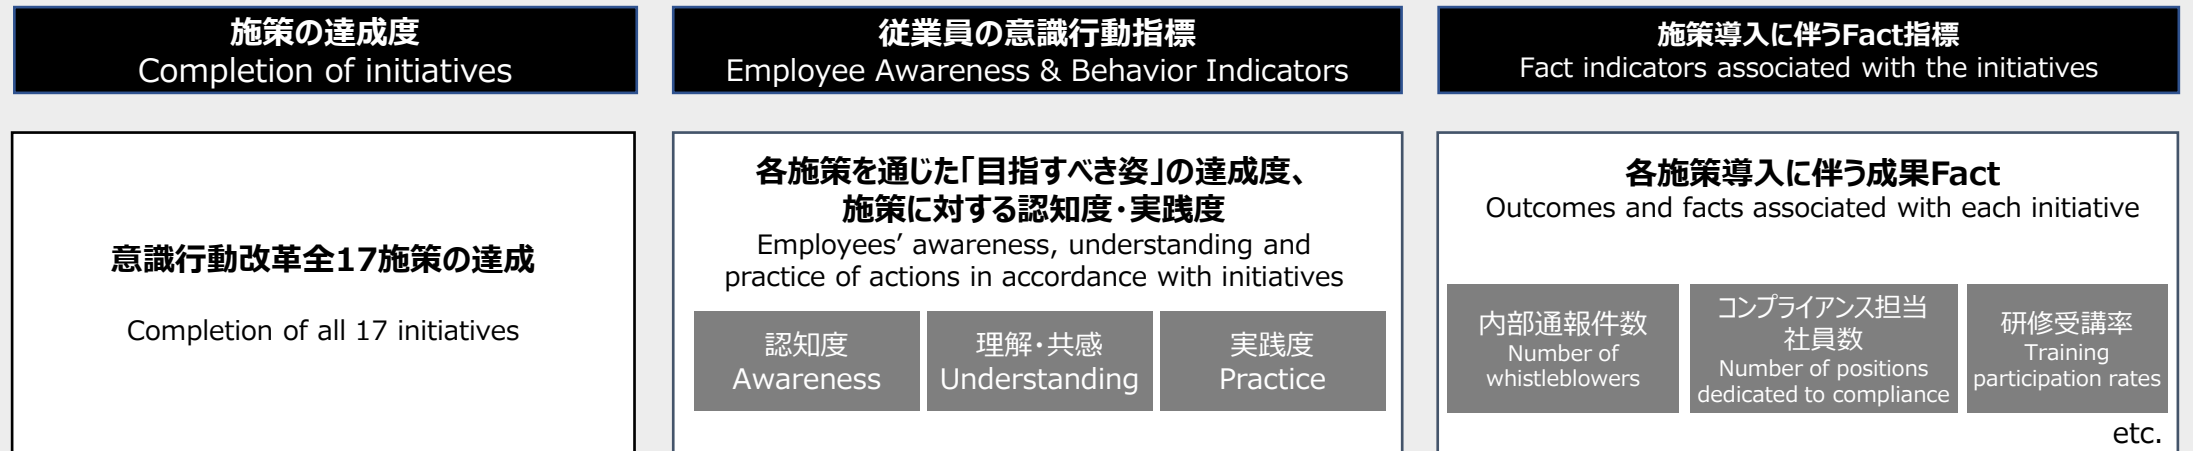 施策の達成度
Completion of initiatives
意識行動改革全17施策の達成
Completion of all 17 initiatives
従業員の意識行動指標
Employee Awareness & Behavior Indicators
各施策を通じた「目指すべき姿」の達成度、
施策に対する認知度・実践度
Employees’ awareness, understanding and
practice of actions in accordance with initiatives
認知度
Awareness
理解・共感
Understanding
実践度
Practice
施策導入に伴うFact指標
Fact indicators associated with the initiatives
各施策導入に伴う成果Fact
Outcomes and facts associated with each initiative
内部通報件数
Number of
whistleblowers
コンプライアンス担当
社員数
Number of positions
dedicated to compliance
研修受講率
Training
participation rates
etc.